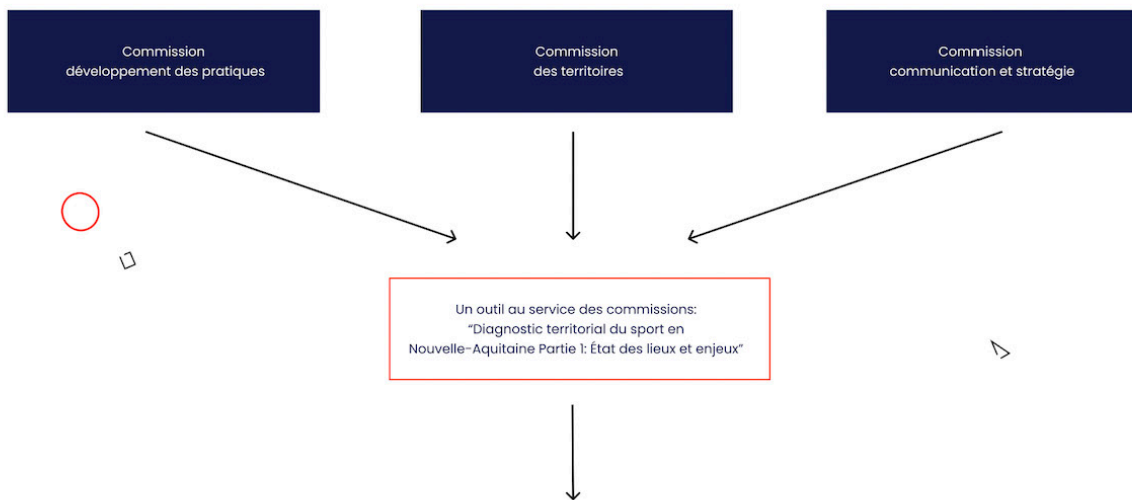 Commission
développement des pratiques
Commission
des territoires
Commission
communication et stratégie
Un outil au service des commissions:
“Diagnostic territorial du sport en
Nouvelle-Aquitaine Partie 1: État des lieux et enjeux”